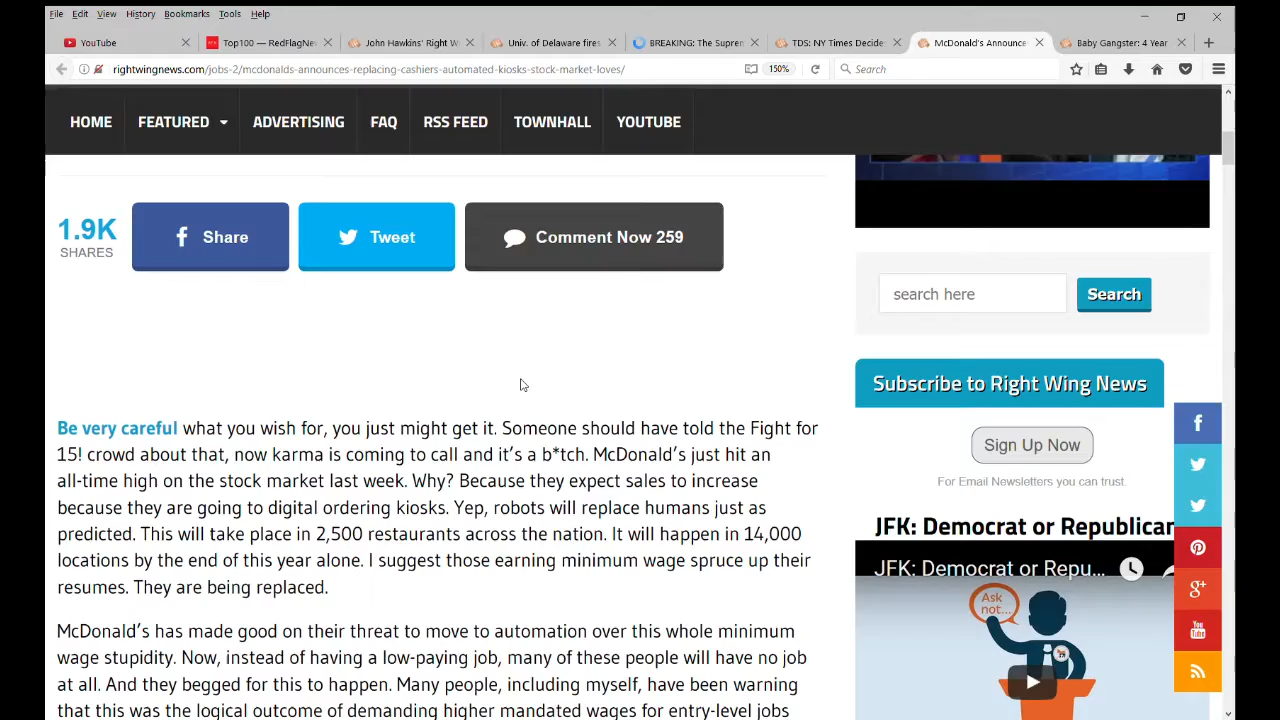 File Edit View History Bookmarks Tools Help
YouTube
Top100 — RedFlagNe
John Hawkins' Right W
Univ. of Delaware fires
BREAKING: The Suprem
TDS: NY Times Decide
McDonald's Announce
Baby Gangster: 4 Year
rightwingnews.com/jobs-2/mcdonalds-announces-replacing-cashiers-automated-kiosks-stock-market-loves/
150%
Search
HOME FEATURED ADVERTISING FAQ RSS FEED TOWNHALL YOUTUBE
1.9K
SHARES
Share
Tweet
Comment Now 259
Be very careful what you wish for, you just might get it. Someone should have told the Fight for
15! crowd about that, now karma is coming to call and it's a b*tch. McDonald's just hit an
all-time high on the stock market last week. Why? Because they expect sales to increase
because they are going to digital ordering kiosks. Yep, robots will replace humans just as
predicted. This will take place in 2,500 restaurants across the nation. It will happen in 14,000
locations by the end of this year alone. I suggest those earning minimum wage spruce up their
resumes. They are being replaced.
McDonald's has made good on their threat to move to automation over this whole minimum
wage stupidity. Now, instead of having a low-paying job, many of these people will have no job
at all. And they begged for this to happen. Many people, including myself, have been warning
that this was the logical outcome of demanding higher mandated wages for entry-level jobs
search here
Search
Subscribe to Right Wing News
Sign Up Now
For Email Newsletters you can trust.
JFK: Democrat or Republican
JFK: Democrat or Repu...
Ask
not...
f
g+
You
Tube